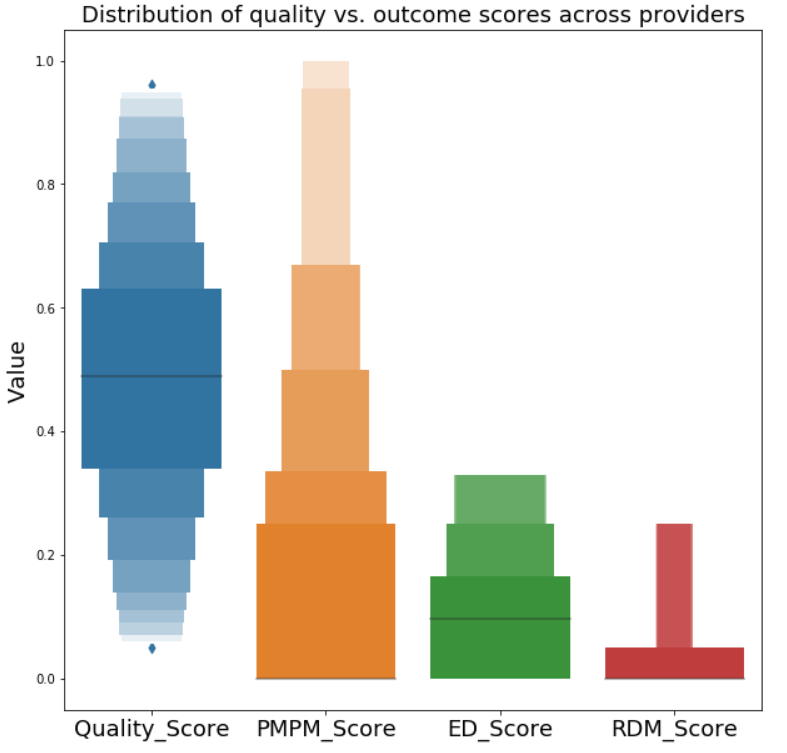 Distribution of quality vs. outcome scores across providers
1.0
0.8
0.6
Value
0.4
0.2
0.0
Quality_Score PMPM_Score ED_Score RDM_Score